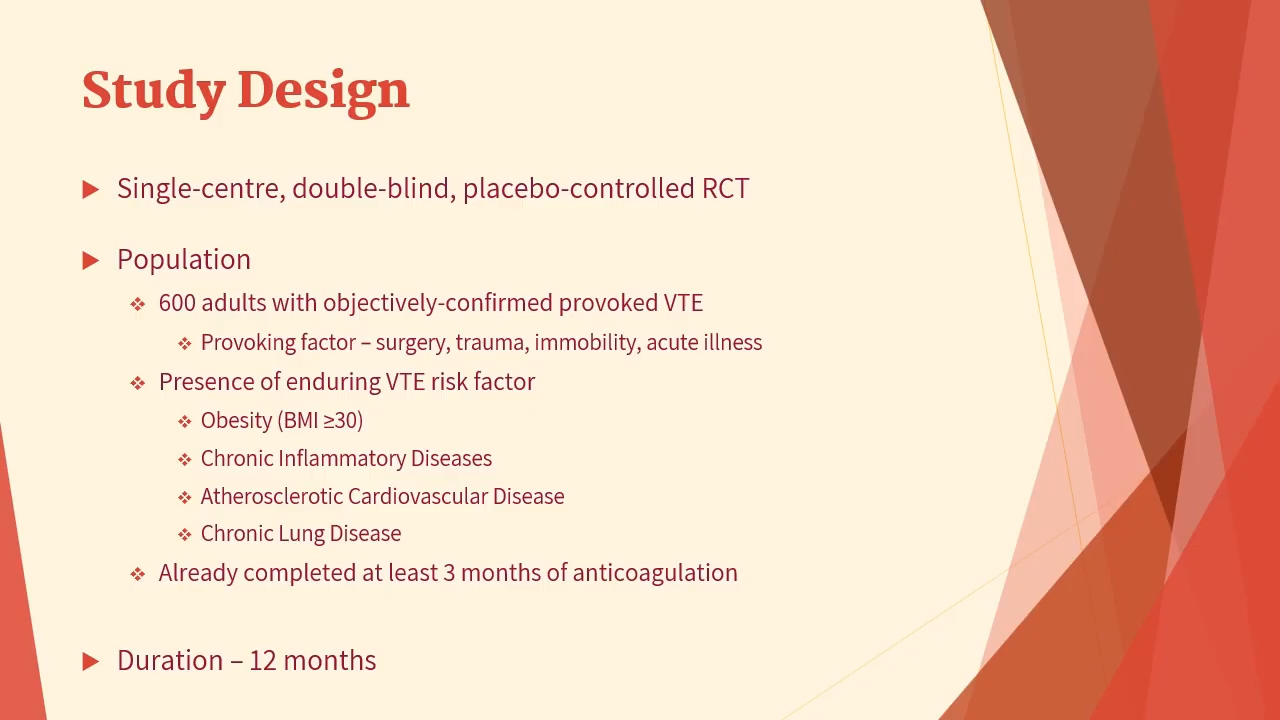 Study Design
Single-centre, double-blind, placebo-controlled RCT
Population
600 adults with objectively-confirmed provoked VTE
Provoking factor – surgery, trauma, immobility, acute illness
Presence of enduring VTE risk factor
Obesity (BMI ≥30)
Chronic Inflammatory Diseases
Atherosclerotic Cardiovascular Disease
Chronic Lung Disease
Already completed at least 3 months of anticoagulation
Duration – 12 months